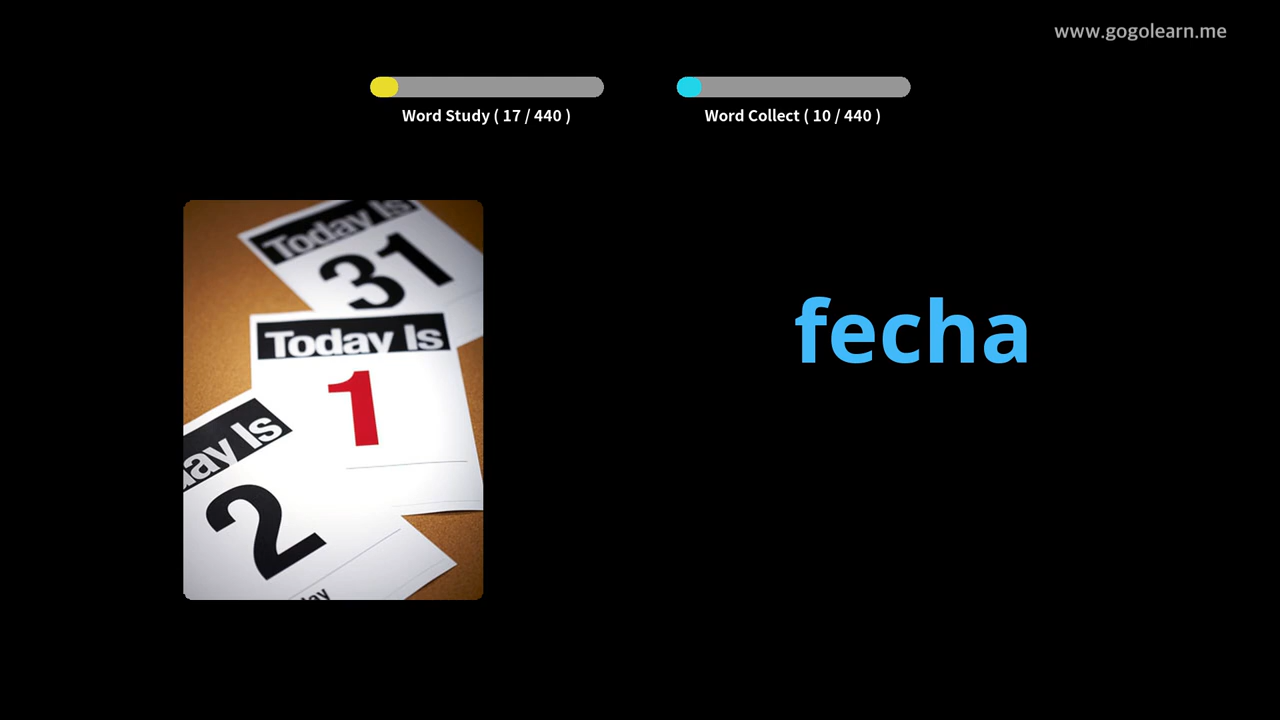 www.gogolearn.me
Word Study ( 17 / 440 )
Word Collect ( 10 / 440 )
Today Is
31
Today Is
1
ay Is
2
ay
fecha